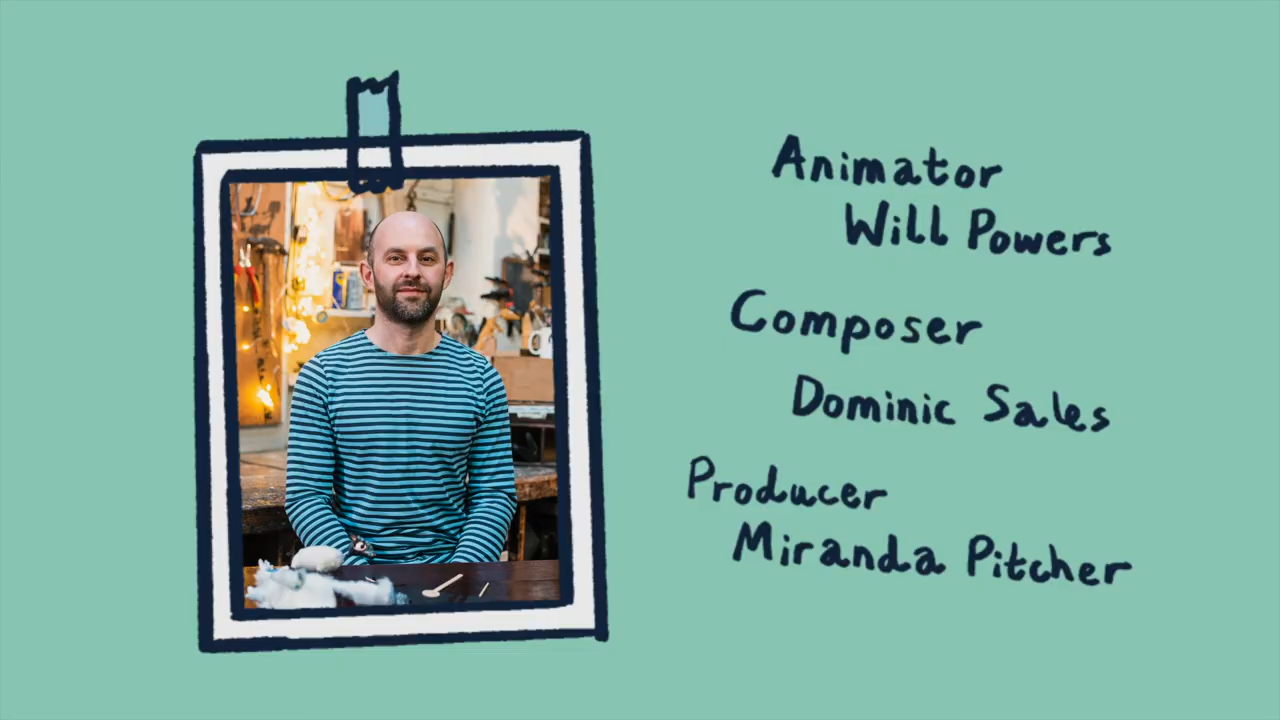 Animator
Will Powers
Composer
Dominic Sales
Producer
Miranda Pitcher